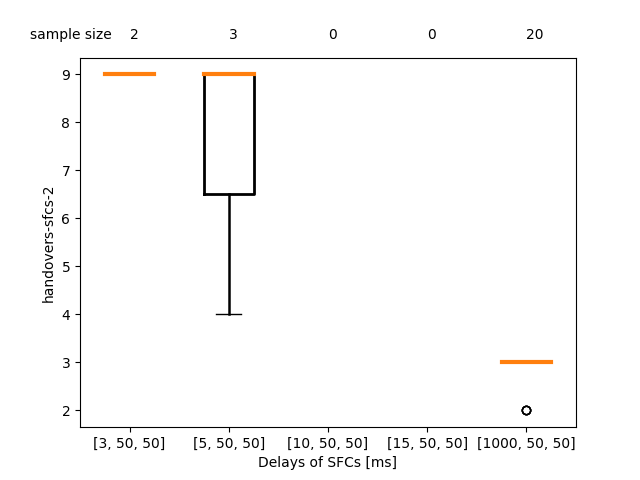 sample size 2 3 0 0 20
9
8
7
6
5
4
3
2
handovers-sfcs-2
[3, 50, 50] [5, 50, 50] [10, 50, 50] [15, 50, 50] [1000, 50, 50]
Delays of SFCs [ms]